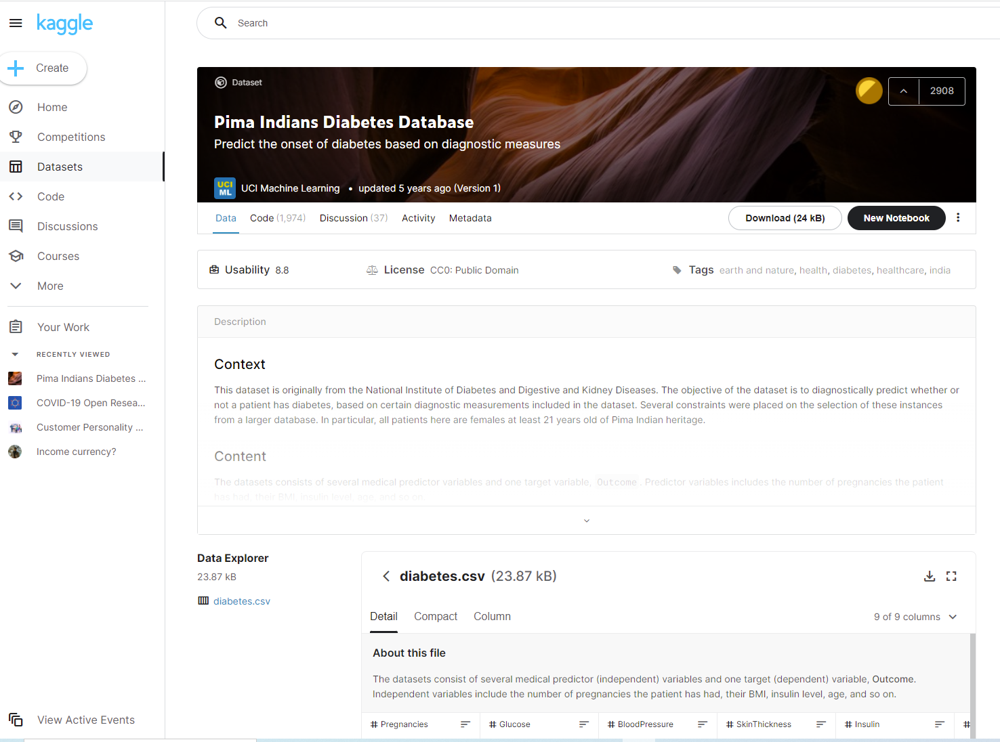 kaggle
Search
Create
Home
Competitions
Datasets
Code
Discussions
Courses
More
Your Work
RECENTLY VIEWED
Pima Indians Diabetes ...
COVID-19 Open Resea...
Customer Personality ...
Income currency?
View Active Events
Dataset
2908
Pima Indians Diabetes Database
Predict the onset of diabetes based on diagnostic measures
UCI ML
UCI Machine Learning • updated 5 years ago (Version 1)
Data Code (1,974) Discussion (37) Activity Metadata
Download (24 kB) New Notebook
Usability 8.8 License CC0: Public Domain Tags earth and nature, health, diabetes, healthcare, india
Description
Context
This dataset is originally from the National Institute of Diabetes and Digestive and Kidney Diseases. The objective of the dataset is to diagnostically predict whether or
not a patient has diabetes, based on certain diagnostic measurements included in the dataset. Several constraints were placed on the selection of these instances
from a larger database. In particular, all patients here are females at least 21 years old of Pima Indian heritage.
Content
The datasets consists of several medical predictor variables and one target variable, Outcome. Predictor variables includes the number of pregnancies the patient
has had, their BMI, insulin level, age, and so on
Data Explorer
23.87 kB
diabetes.csv
diabetes.csv (23.87 kB)
Detail Compact Column
9 of 9 columns
About this file
The datasets consist of several medical predictor (independent) variables and one target (dependent) variable, Outcome.
Independent variables include the number of pregnancies the patient has had, their BMI, insulin level, age, and so on.
# Pregnancies # Glucose # BloodPressure # SkinThickness # Insulin #